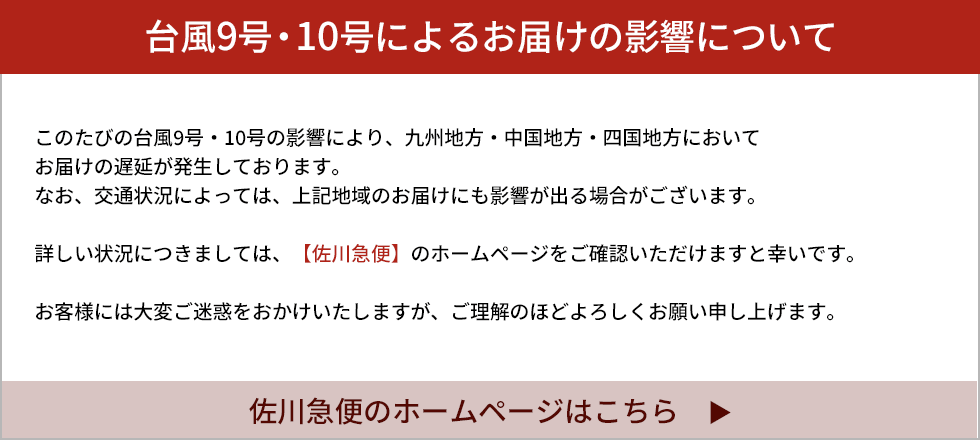 台風9号・10号によるお届けの影響について
このたびの台風9号・10号の影響により、九州地方・中国地方・四国地方において
お届けの遅延が発生しております。
なお、交通状況によっては、上記地域のお届けにも影響が出る場合がございます。
詳しい状況につきましては、【佐川急便】のホームページをご確認いただけますと幸いです。
お客様には大変ご迷惑をおかけいたしますが、ご理解のほどよろしくお願い申し上げます。
佐川急便のホームページはこちら ▶